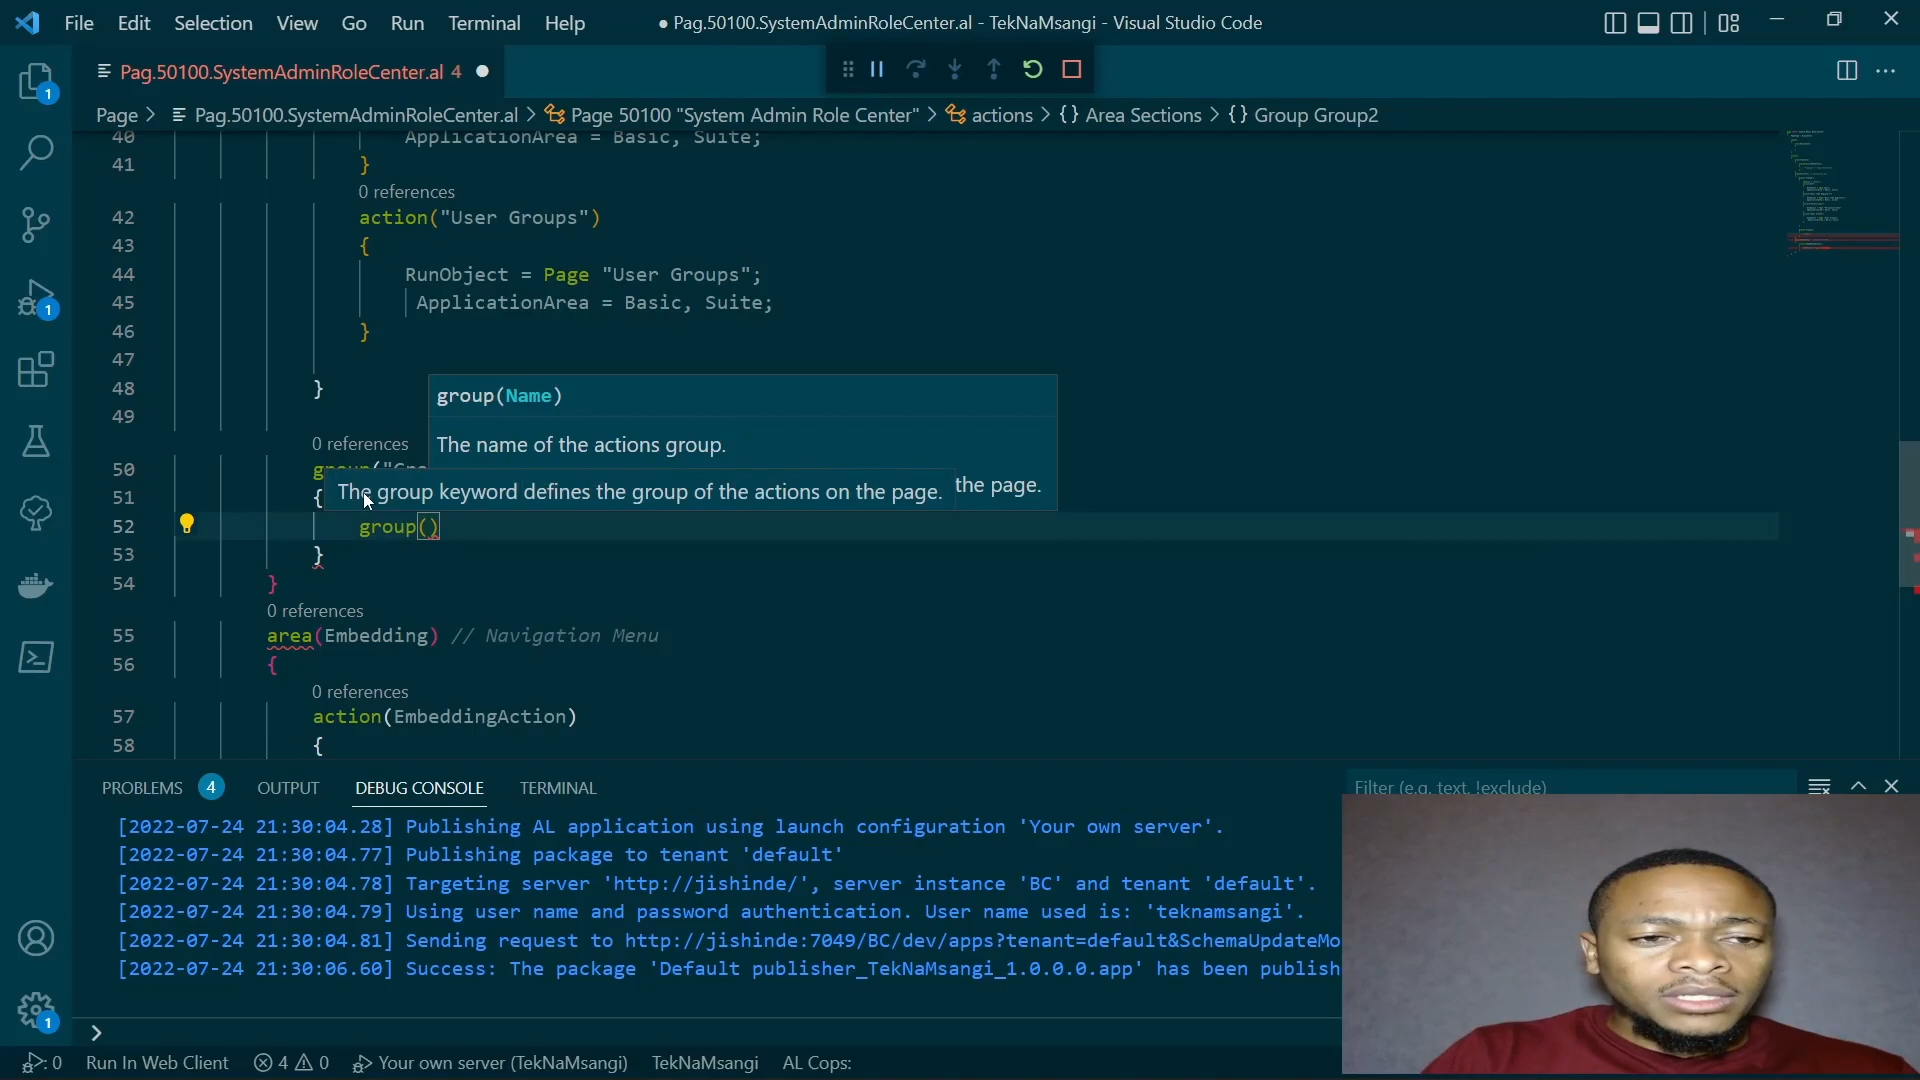 File Edit Selection View Go Run Terminal Help ● Pag.50100.SystemAdminRoleCenter.al - TekNaMsangi - Visual Studio Code
Pag.50100.SystemAdminRoleCenter.al 4
Page > Pag.50100.SystemAdminRoleCenter.al > Page 50100 "System Admin Role Center" > actions > {} Area Sections > {} Group Group2
40 ApplicationArea = Basic, Suite;
41 }
0 references
42 action("User Groups")
43 {
44 RunObject = Page "User Groups";
45 ApplicationArea = Basic, Suite;
46 }
47
48 }
group(Name)
49
The name of the actions group.
0 references
50 group("Gro
the page.
The group keyword defines the group of the actions on the page.
51 {
52 group()
53 }
54 }
0 references
55 area(Embedding) // Navigation Menu
56 {
0 references
57 action(EmbeddingAction)
58 {
PROBLEMS 4 OUTPUT DEBUG CONSOLE TERMINAL Filter (e.g. text, !exclude)
[2022-07-24 21:30:04.28] Publishing AL application using launch configuration 'Your own server'.
[2022-07-24 21:30:04.77] Publishing package to tenant 'default'
[2022-07-24 21:30:04.78] Targeting server 'http://jishinde/', server instance 'BC' and tenant 'default'.
[2022-07-24 21:30:04.79] Using user name and password authentication. User name used is: 'teknamsangi'.
[2022-07-24 21:30:04.81] Sending request to http://jishinde:7049/BC/dev/apps?tenant=default&SchemaUpdateMo
[2022-07-24 21:30:06.60] Success: The package 'Default publisher_TekNaMsangi_1.0.0.0.app' has been publish
>
0 Run In Web Client 4 0 Your own server (TekNaMsangi) TekNaMsangi AL Cops:
1
1
1